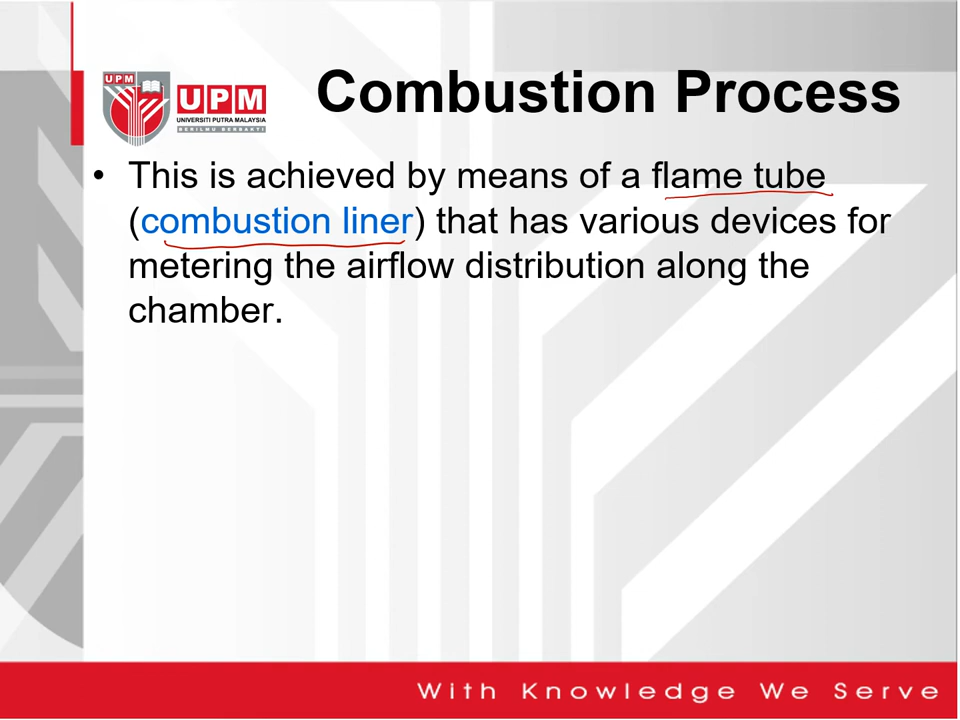 UPM
UPM
UNIVERSITI PUTRA MALAYSIA
BERILMU BERBAKTI
Combustion Process
• This is achieved by means of a flame tube
(combustion liner) that has various devices for
metering the airflow distribution along the
chamber.
With Knowledge We Serve